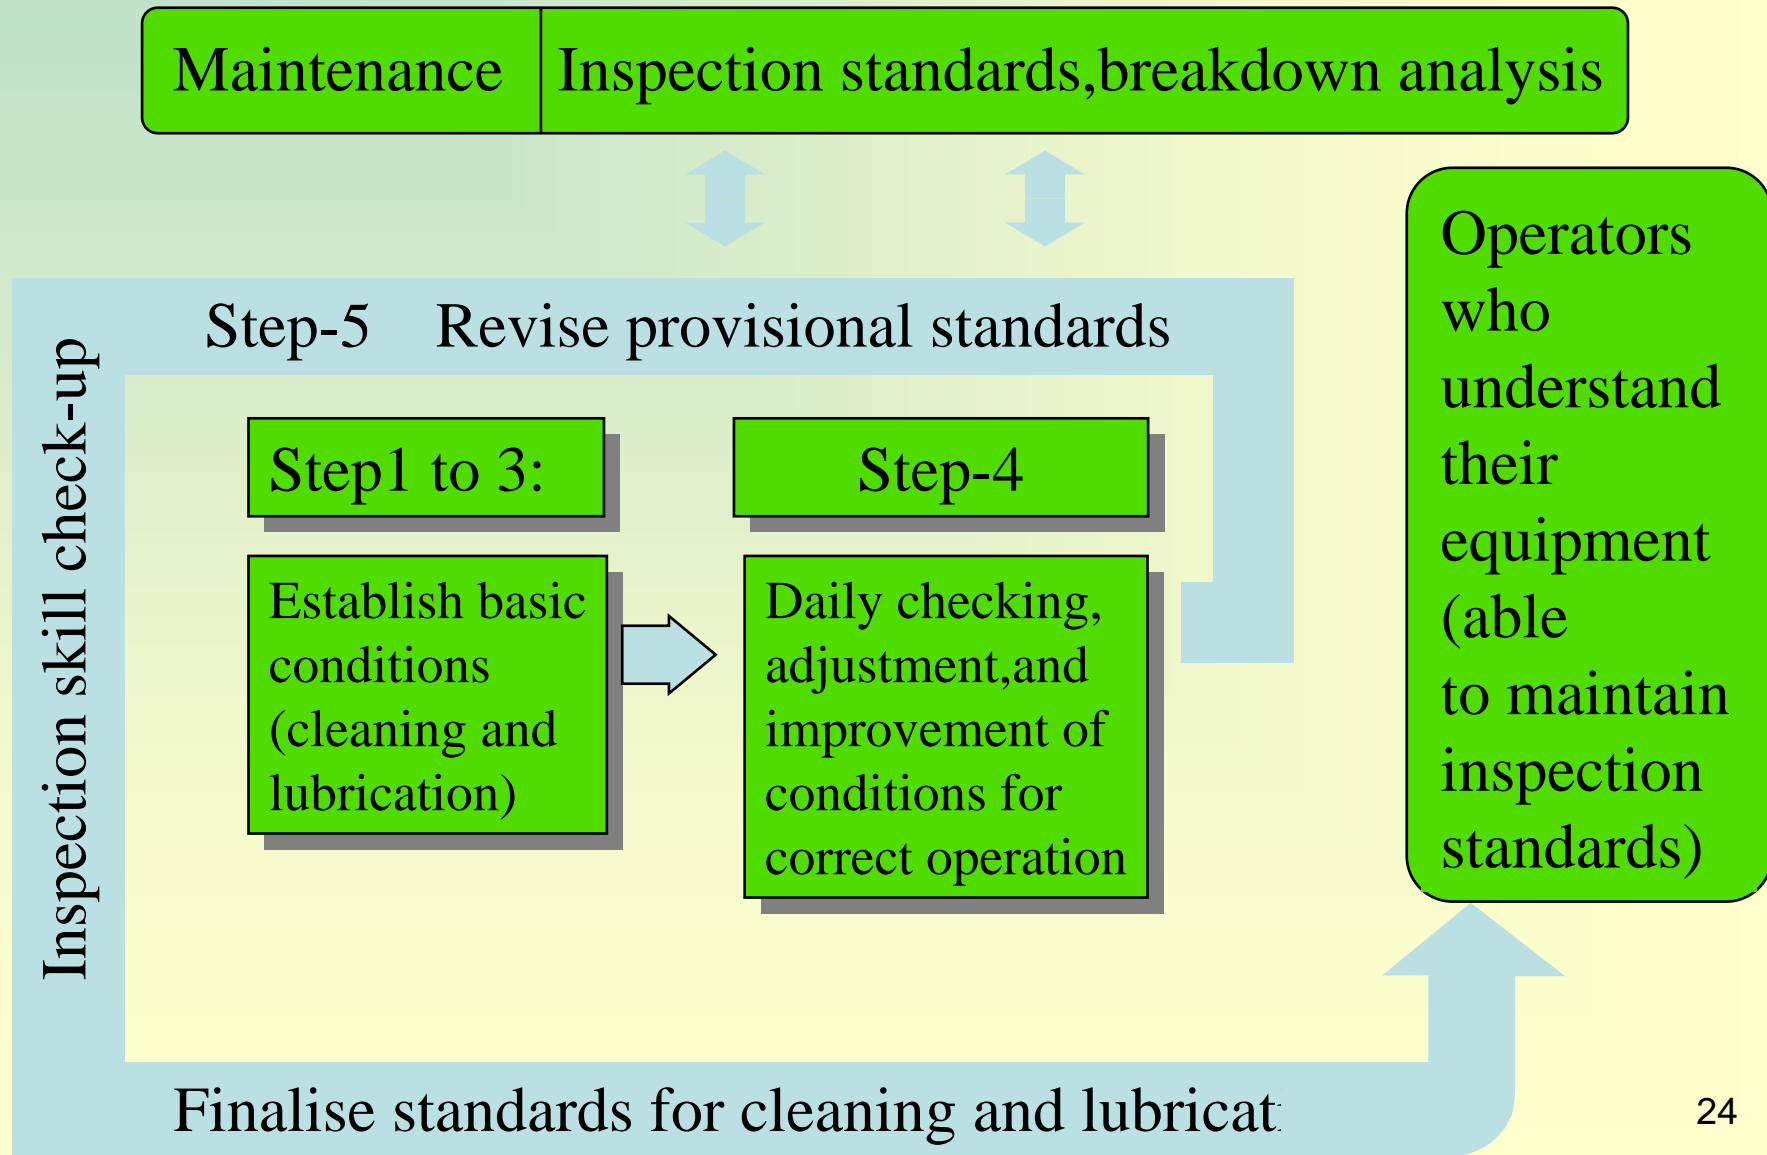 Maintenance Inspection standards,breakdown analysis
Step-5 Revise provisional standards
Inspection skill check-up
Step1 to 3:
Establish basic
conditions
(cleaning and
lubrication)
Step-4
Daily checking,
adjustment,and
improvement of
conditions for
correct operation
Finalise standards for cleaning and
Operators
who
understand
their
equipment
(able
to maintain
inspection
standards)
24